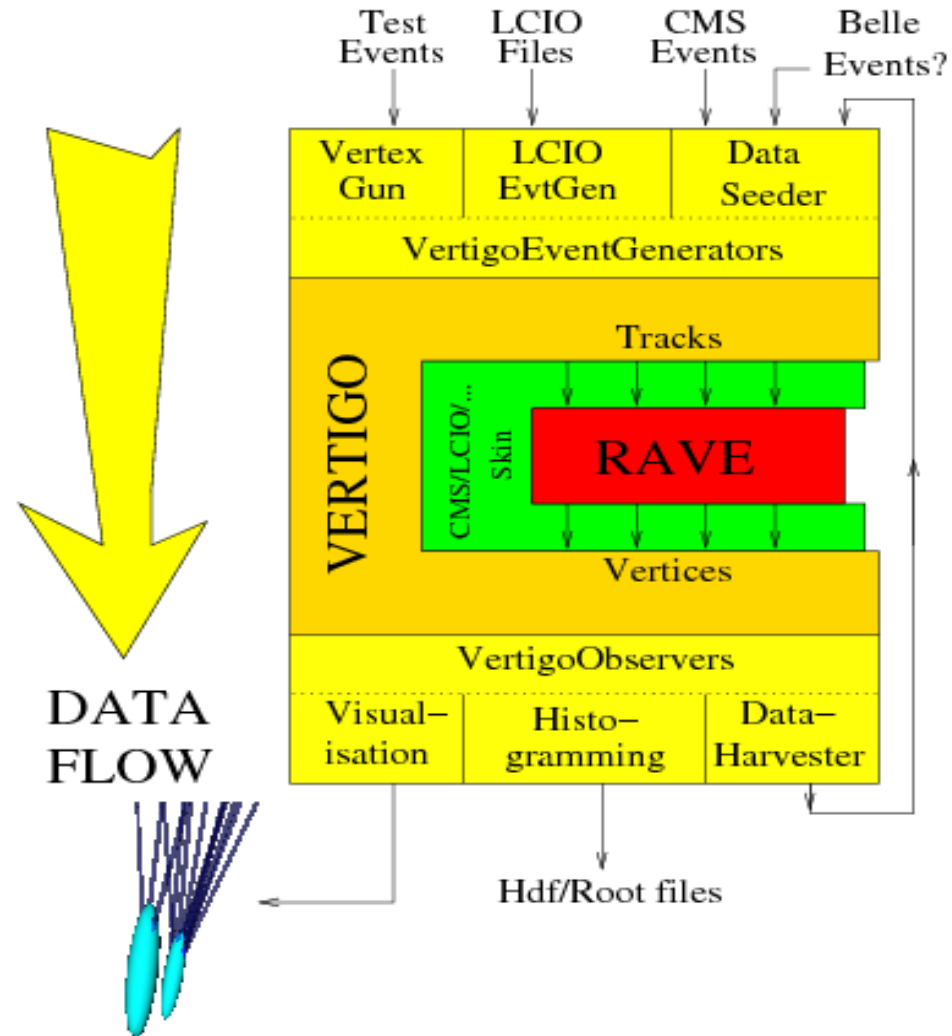 Test LCIO CMS Belle
Events Files Events Events?
Vertex LCIO Data
Gun EvtGen Seeder
VertigoEventGenerators
Tracks
VERTIGO
CMS/LCIO/...
Skin
RAVE
Vertices
VertigoObservers
DATA
FLOW
Visual-
isation
Histo-
gramming
Data-
Harvester
Hdf/Root files